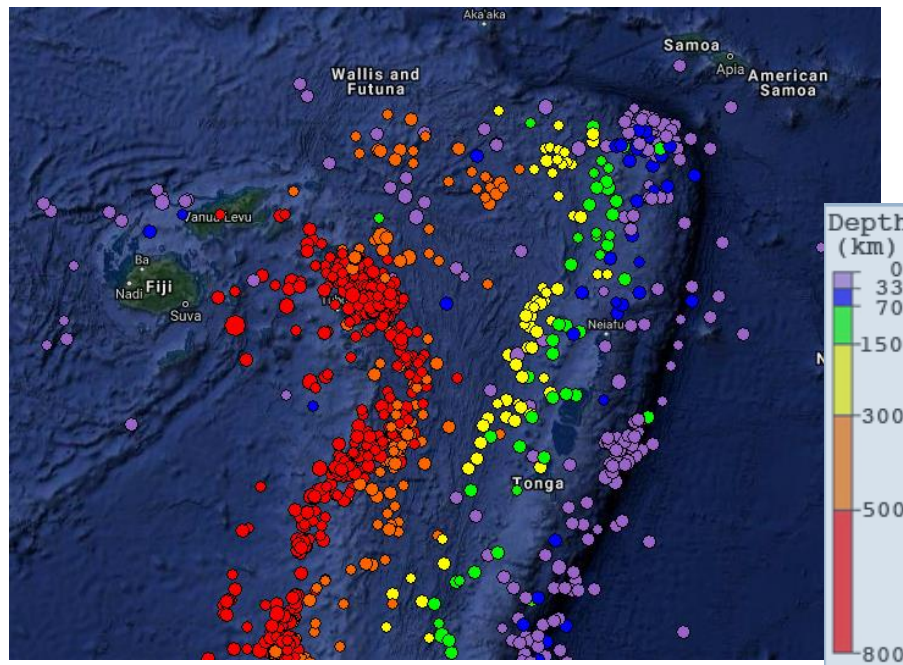 Aka'aka
Samoa
Apia
American
Samoa
Wallis and
Futuna
Vanua Levu
Ba
Fiji
Nadi
Suva
Neiafu
Tonga
Depth
(km)
0
33
70
150
300
500
800